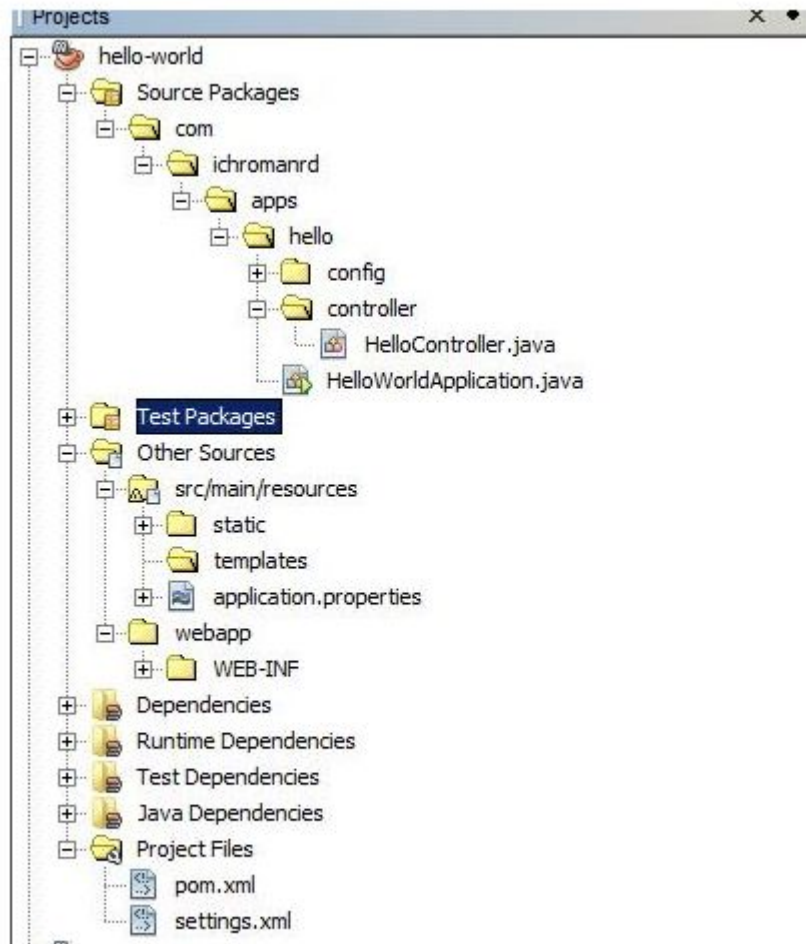 Projects
hello-world
Source Packages
com
ichromanrd
apps
hello
config
controller
HelloController.java
HelloWorldApplication.java
Test Packages
Other Sources
src/main/resources
static
templates
application.properties
webapp
WEB-INF
Dependencies
Runtime Dependencies
Test Dependencies
Java Dependencies
Project Files
pom.xml
settings.xml